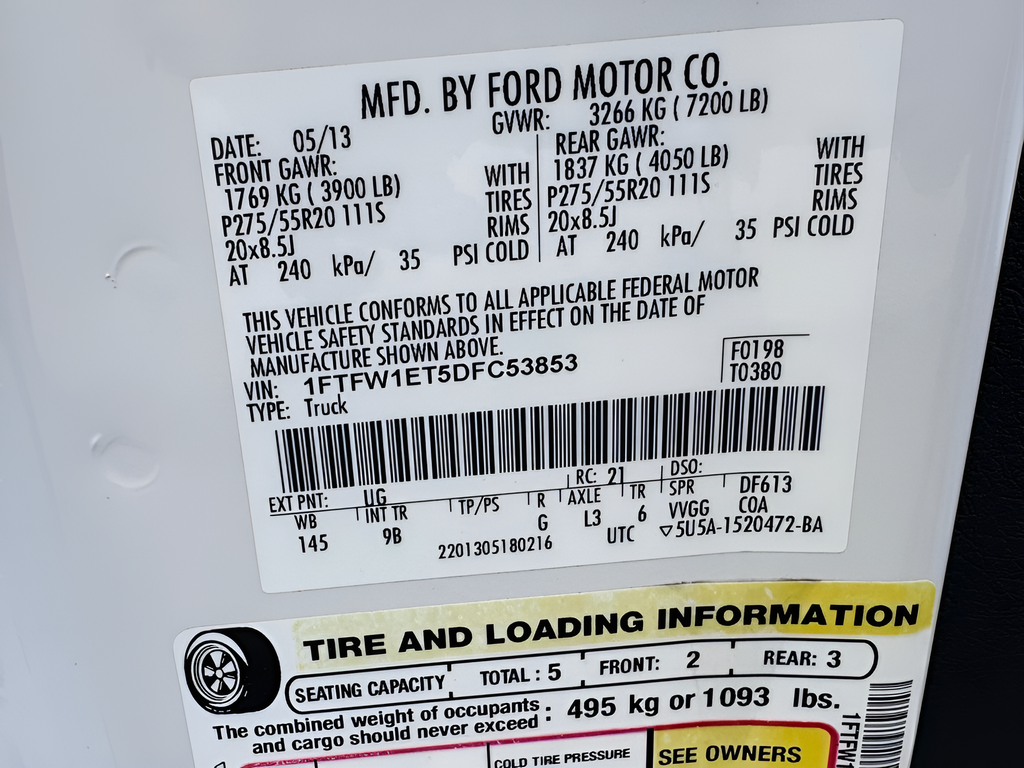 MFD. BY FORD MOTOR CO.
DATE: 05/13 GVWR: 3266 KG ( 7200 LB)
FRONT GAWR: REAR GAWR:
1769 KG ( 3900 LB) WITH 1837 KG ( 4050 LB) WITH
P275/55R20 111S TIRES P275/55R20 111S TIRES
20x8.5J RIMS 20x8.5J RIMS
AT 240 kPa/ 35 PSI COLD AT 240 kPa/ 35 PSI COLD
THIS VEHICLE CONFORMS TO ALL APPLICABLE FEDERAL MOTOR
VEHICLE SAFETY STANDARDS IN EFFECT ON THE DATE OF
MANUFACTURE SHOWN ABOVE.
VIN: 1FTFW1ET5DFC53853 F0198
TYPE: Truck T0380
EXT PNT: UG RC: 21 DSO:
WB INT TR TP/PS R AXLE TR SPR DF613
145 9B G L3 6 VVGG COA
2201305180216 UTC ▽5U5A-1520472-BA
TIRE AND LOADING INFORMATION
SEATING CAPACITY TOTAL : 5 FRONT: 2 REAR: 3
The combined weight of occupants
and cargo should never exceed : 495 kg or 1093 lbs.
COLD TIRE PRESSURE SEE OWNERS
1FTFW1